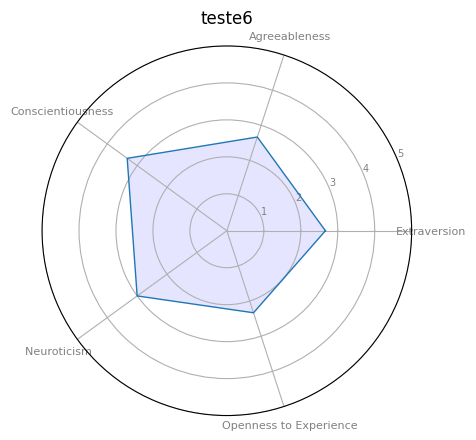 teste6
Agreeableness
Conscientiousness
5
4
3
2
1
Extraversion
Neuroticism
Openness to Experience